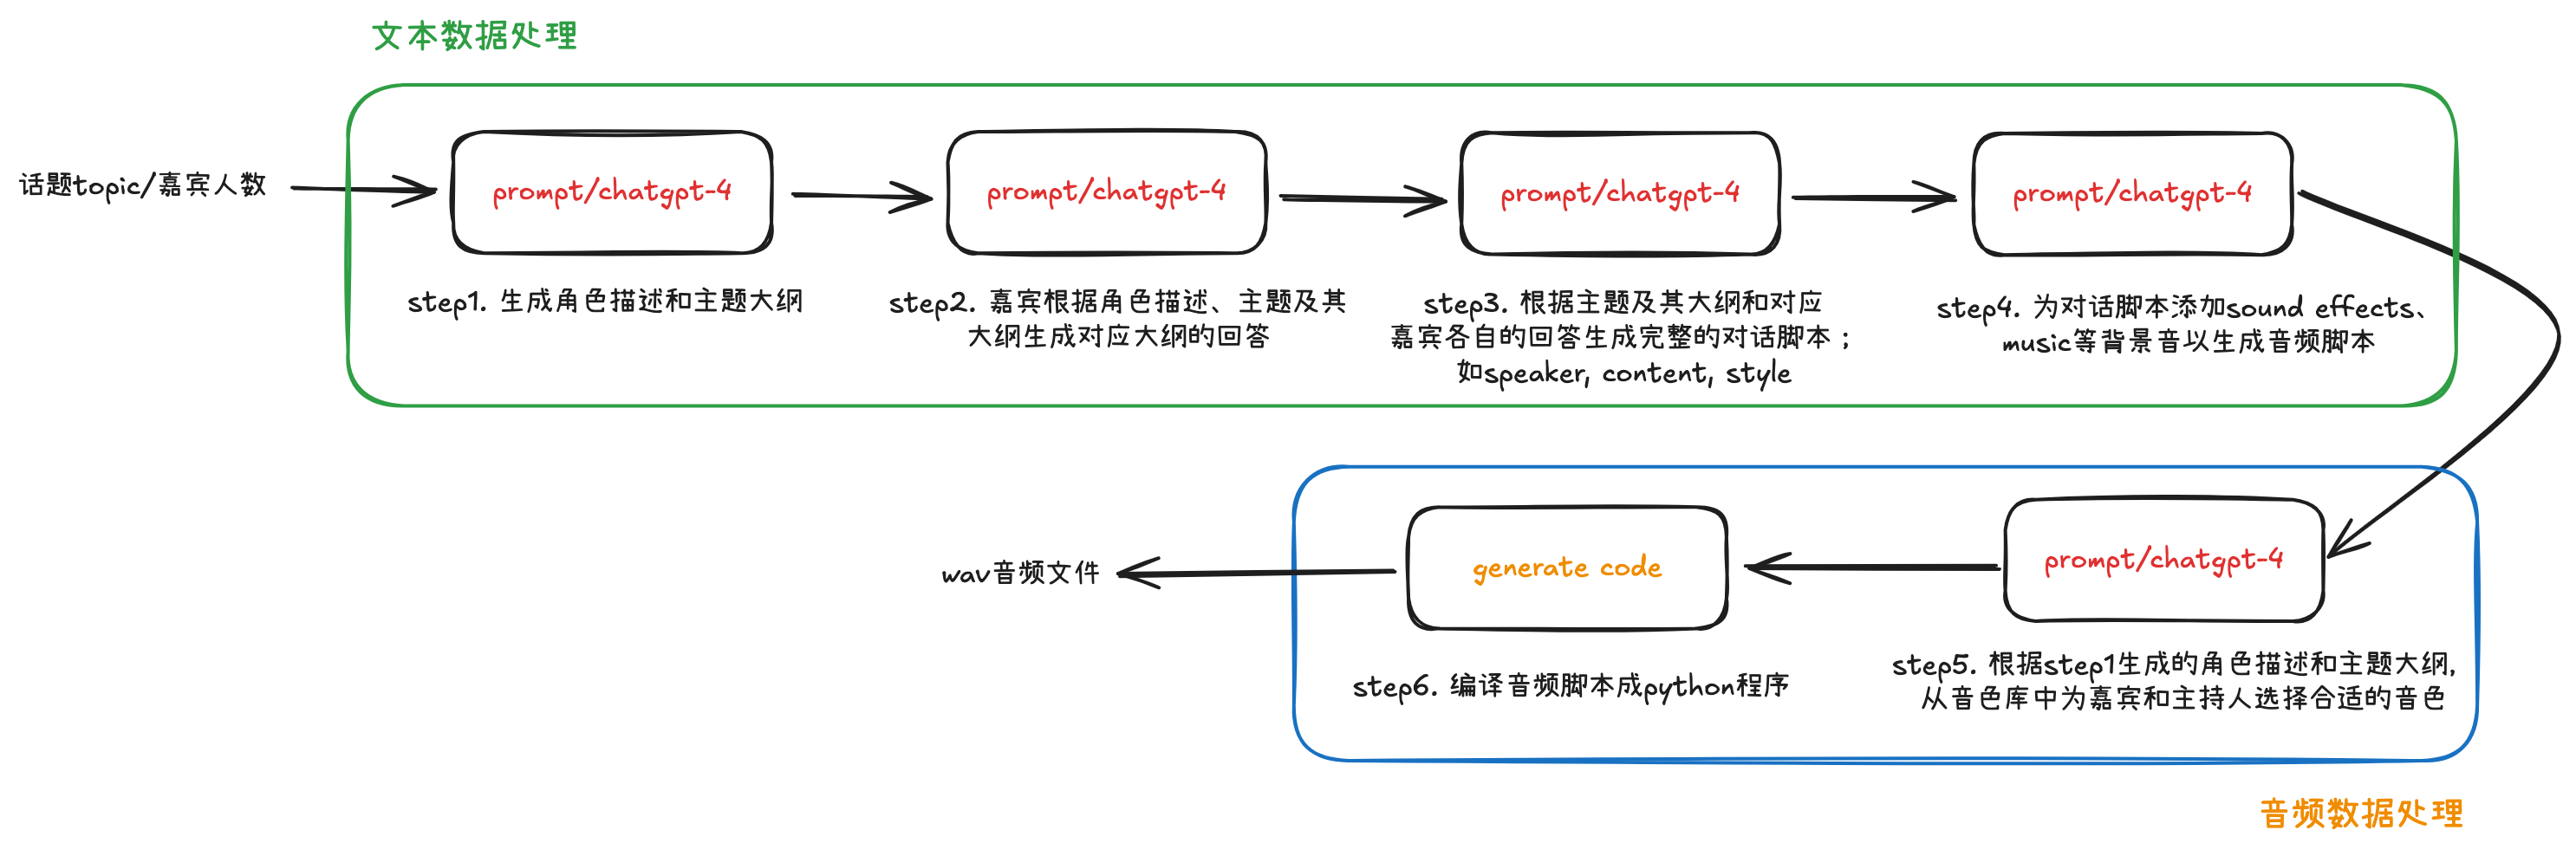 文本数据处理
话题topic/嘉宾人数
prompt/chatgpt-4
prompt/chatgpt-4
prompt/chatgpt-4
prompt/chatgpt-4
step1. 生成角色描述和主题大纲
step2. 嘉宾根据角色描述、主题及其
大纲生成对应大纲的回答
step3. 根据主题及其大纲和对应
嘉宾各自的回答生成完整的对话脚本；
如speaker, content, style
step4. 为对话脚本添加sound effects、
music等背景音以生成音频脚本
prompt/chatgpt-4
step5. 根据step1生成的角色描述和主题大纲,
从音色库中为嘉宾和主持人选择合适的音色
generate code
step6. 编译音频脚本成python程序
wav音频文件
音频数据处理